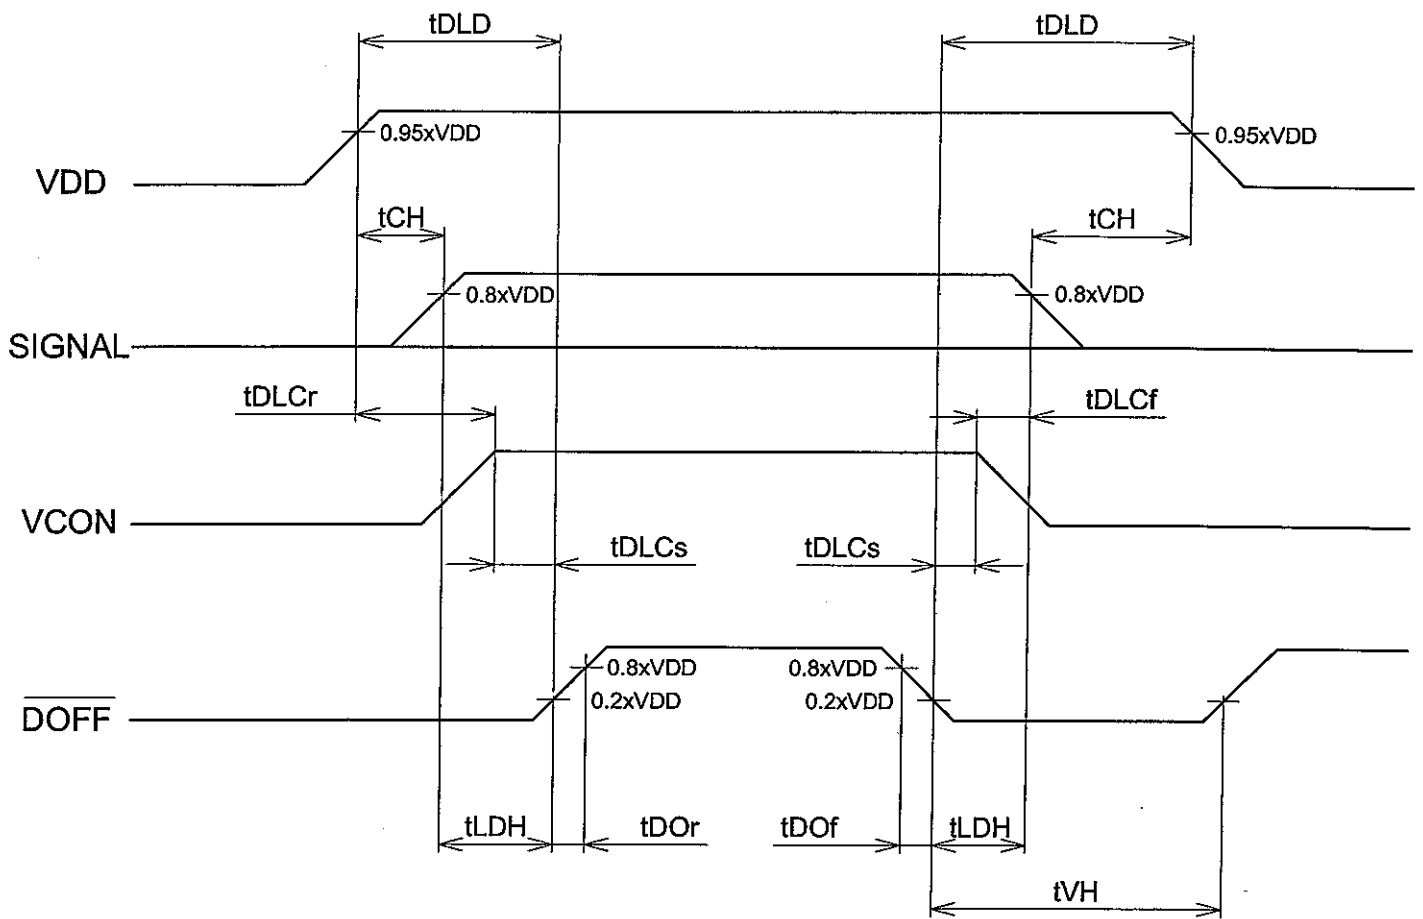 tDLD tDLD
0.95xVDD 0.95xVDD
VDD
tCH tCH
0.8xVDD 0.8xVDD
SIGNAL
tDLCr tDLCf
VCON
tDLCs tDLCs
0.8xVDD 0.8xVDD
0.2xVDD 0.2xVDD
DOFF
tLDH tDOr tDOf tLDH
tVH